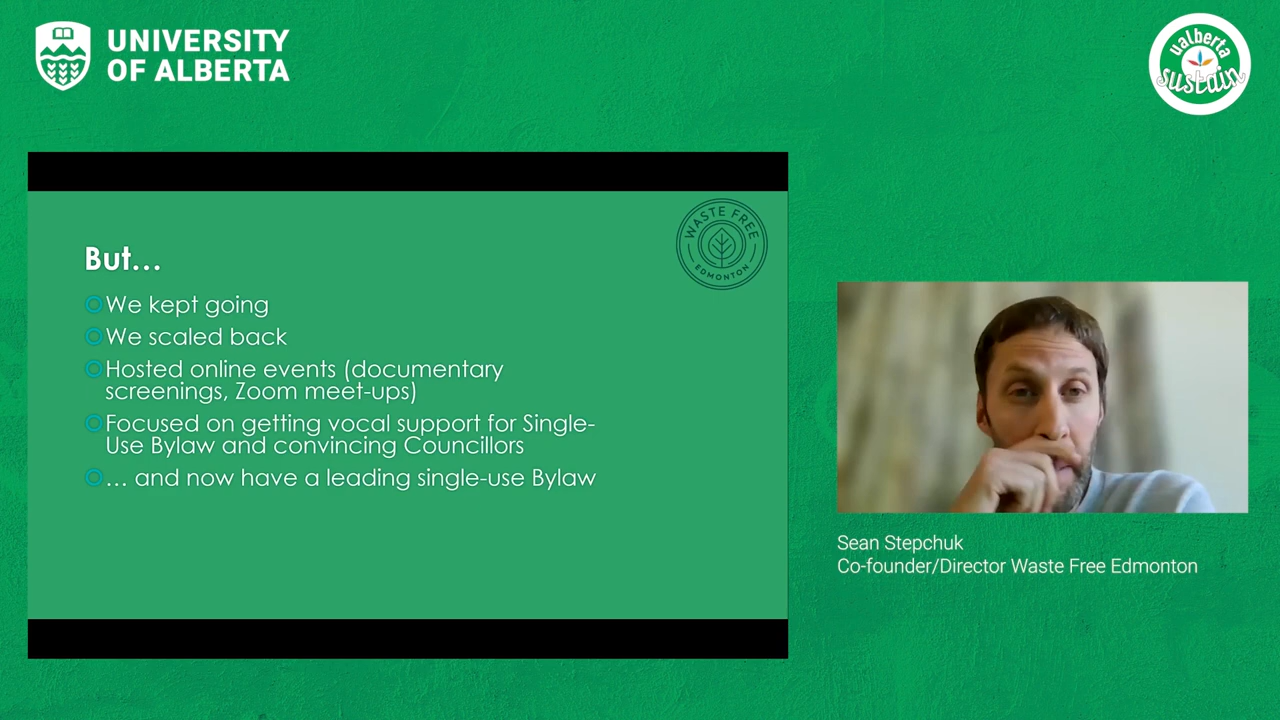 UNIVERSITY
OF ALBERTA
ualberta
sustain
WASTE FREE
EDMONTON
But...
We kept going
We scaled back
Hosted online events (documentary
screenings, Zoom meet-ups)
Focused on getting vocal support for Single-
Use Bylaw and convincing Councillors
... and now have a leading single-use Bylaw
Sean Stepchuk
Co-founder/Director Waste Free Edmonton